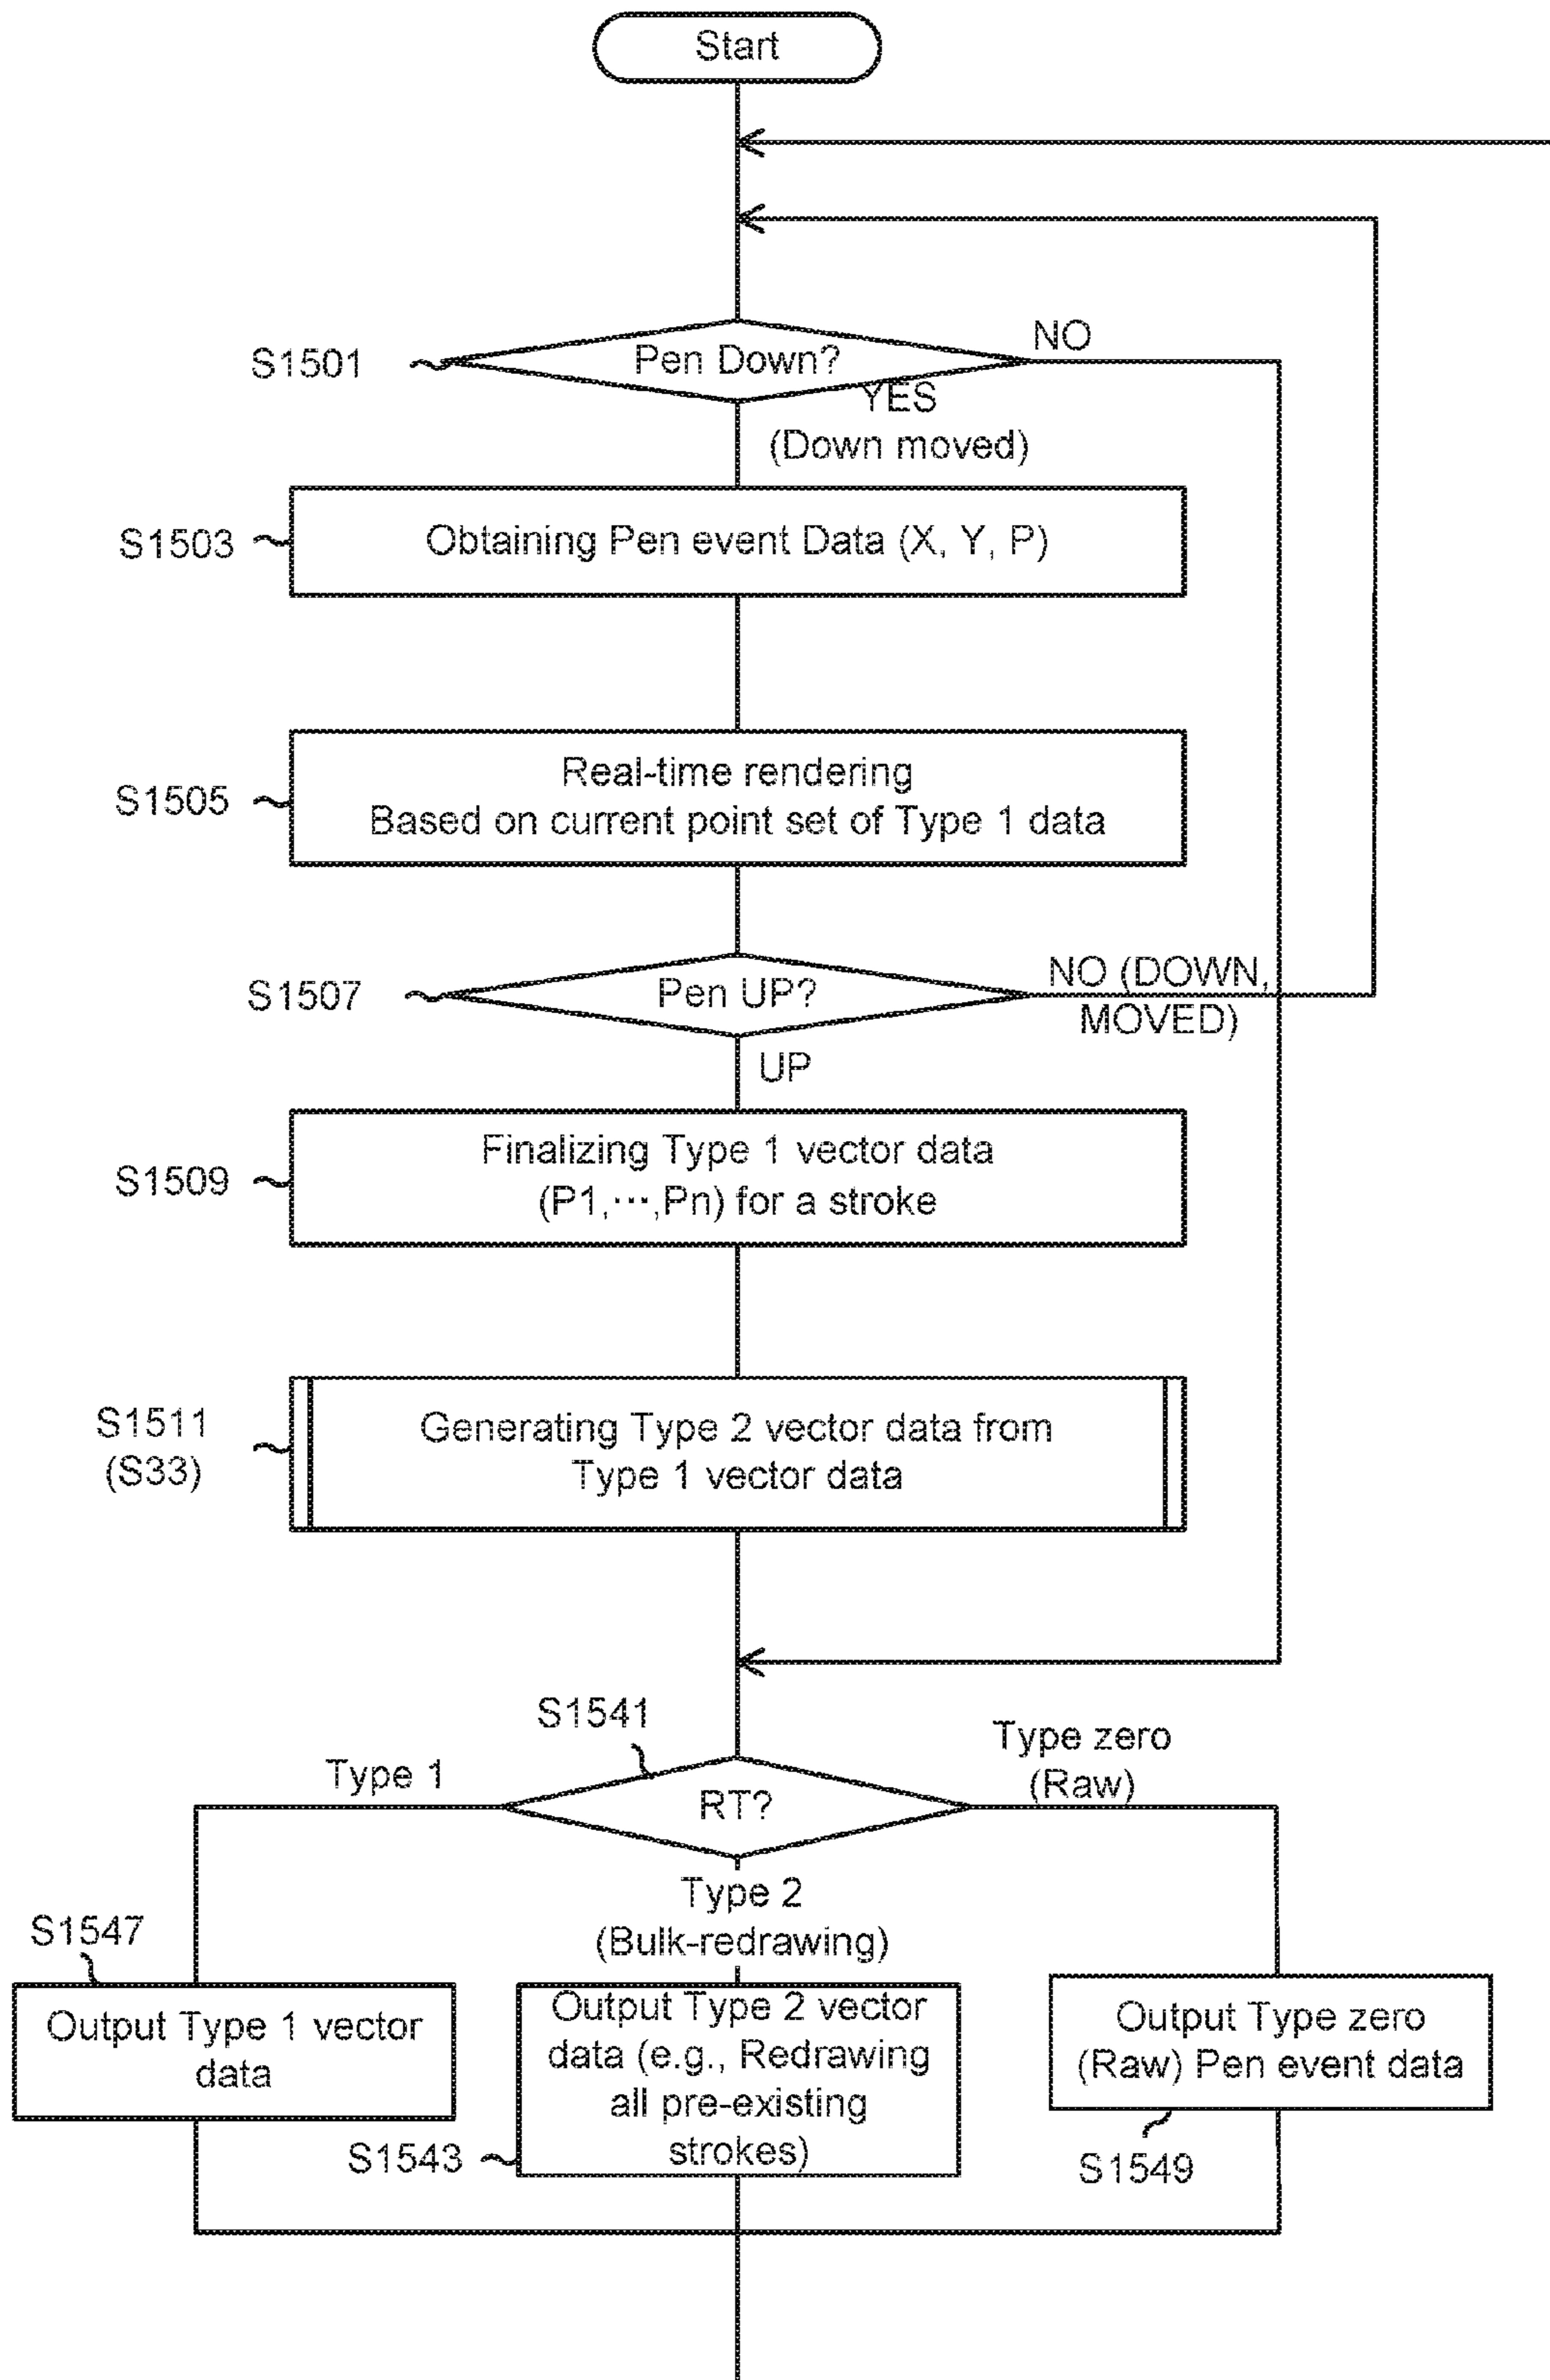 Start
S1501
Pen Down?
NO
YES
(Down moved)
S1503
Obtaining Pen event Data (X, Y, P)
S1505
Real-time rendering
Based on current point set of Type 1 data
S1507
Pen UP?
NO (DOWN,
MOVED)
UP
S1509
Finalizing Type 1 vector data
(P1,⋯,Pn) for a stroke
S1511
(S33)
Generating Type 2 vector data from
Type 1 vector data
S1541
RT?
Type 1
Type zero
(Raw)
Type 2
(Bulk-redrawing)
S1547
Output Type 1 vector
data
Output Type 2 vector
data (e.g., Redrawing
all pre-existing
strokes)
S1543
Output Type zero
(Raw) Pen event data
S1549